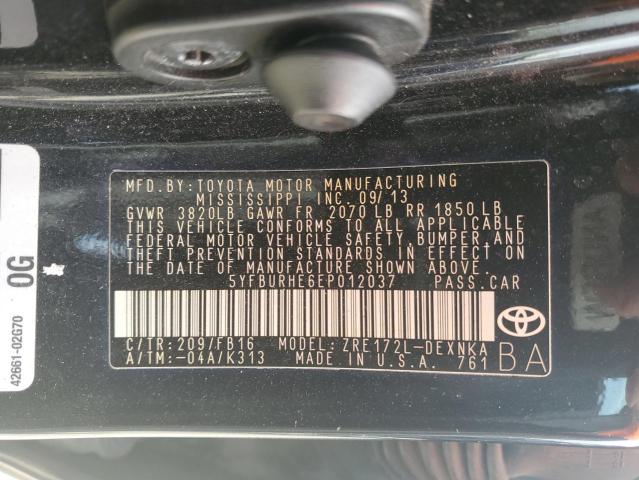 MFD.BY:TOYOTA MOTOR MANUFACTURING
MISSISSIPPI INC. 09/13
GVWR 3820LB GAWR FR 2070 LB RR 1850 LB
THIS VEHICLE CONFORMS TO ALL APPLICABLE
FEDERAL MOTOR VEHICLE SAFETY, BUMPER, AND
THEFT PREVENTION STANDARDS IN EFFECT ON
THE DATE OF MANUFACTURE SHOWN ABOVE.
5YFBURHE6EP012037 PASS.CAR
C/TR:209/FB16 MODEL: ZRE172L-DEXNKA
A/TM:-04A/K313 MADE IN U.S.A. 761
BA
42661-02G70
0G